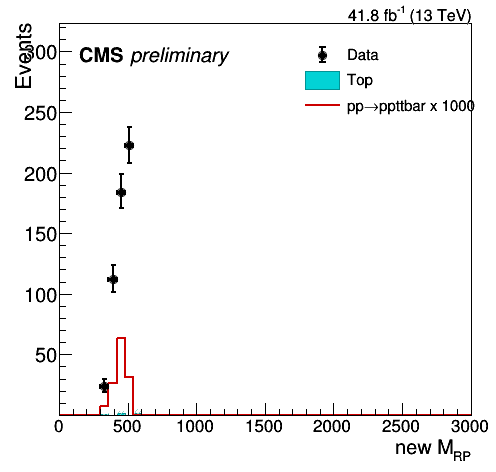 41.8 fb⁻¹ (13 TeV)
Events
CMS preliminary
Data
Top
pp→ppttbar x 1000
300
250
200
150
100
50
0 500 1000 1500 2000 2500 3000
new M_RP